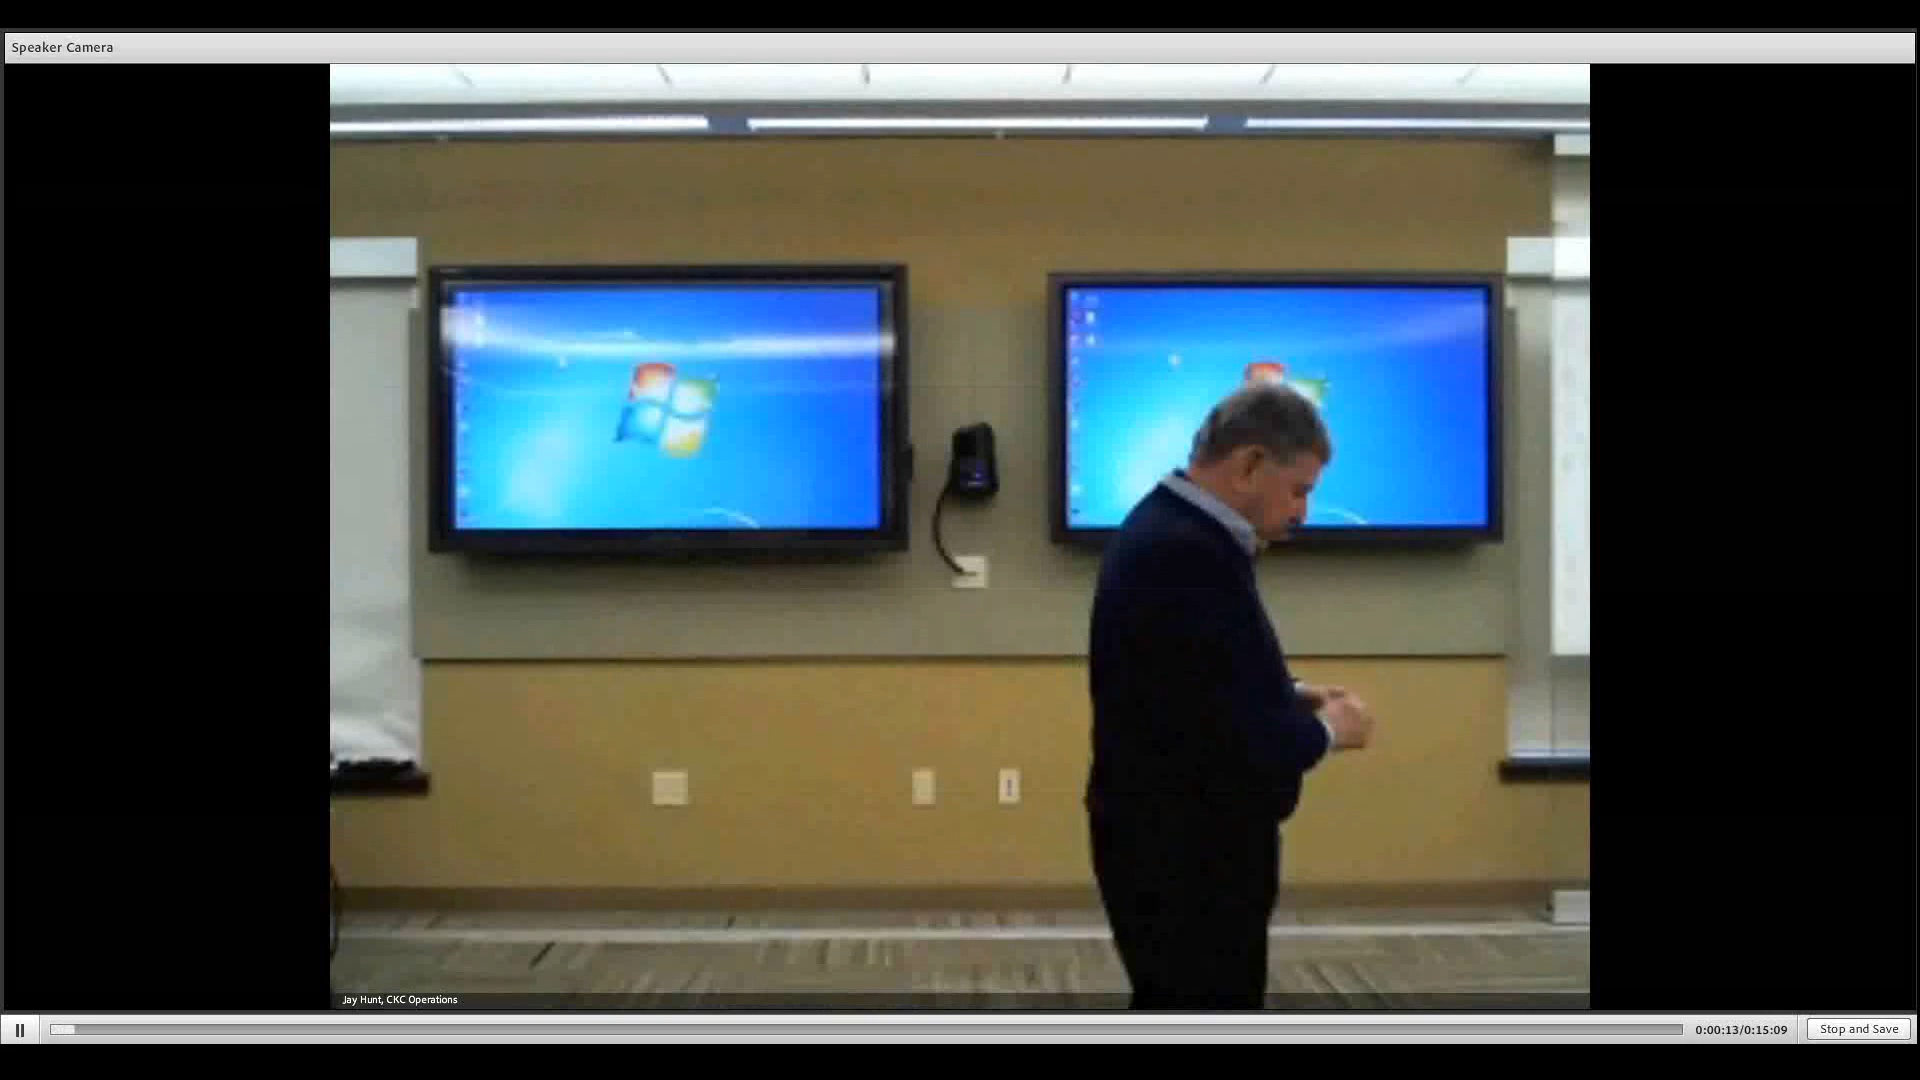 Speaker Camera
Jay Hunt, CKC Operations
0:00:13/0:15:09
Stop and Save